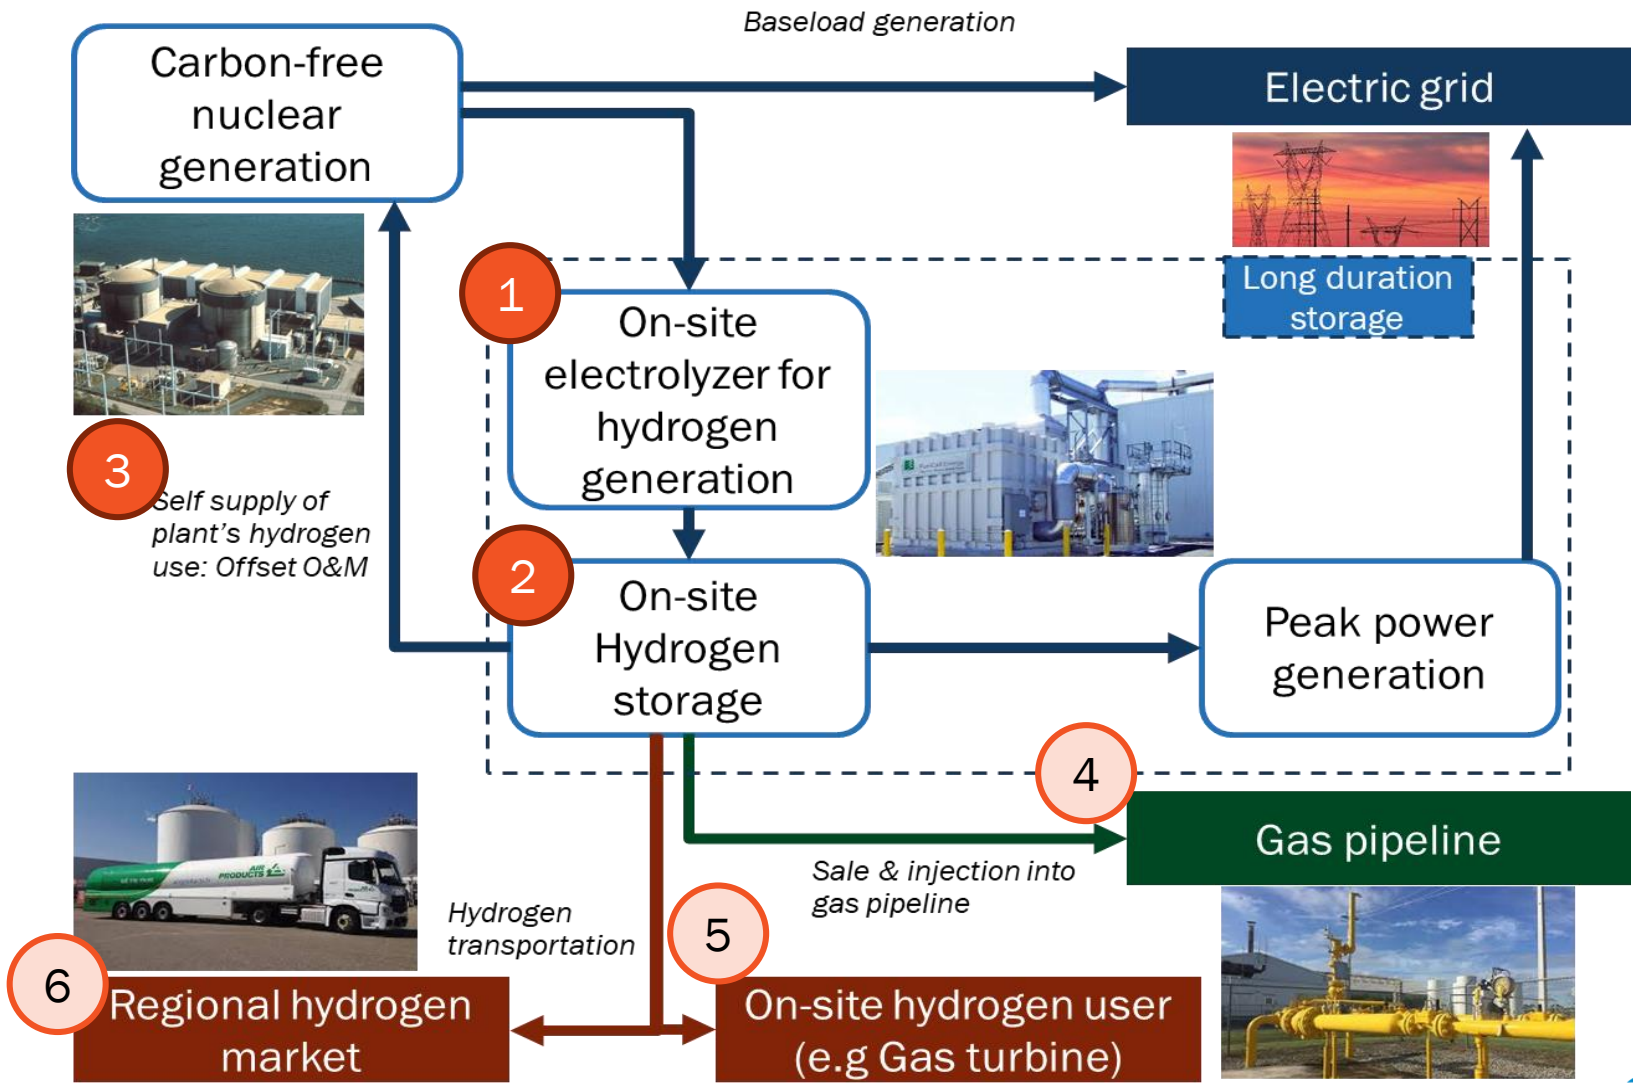 Baseload generation
Carbon-free
nuclear
generation
Electric grid
Long duration
storage
1
On-site
electrolyzer for
hydrogen
generation
3
Self supply of
plant's hydrogen
use: Offset O&M
2
On-site
Hydrogen
storage
Peak power
generation
4
Gas pipeline
Sale & injection into
gas pipeline
AIR
PRODUCTS
Hydrogen
transportation
5
6
Regional hydrogen
market
On-site hydrogen user
(e.g Gas turbine)